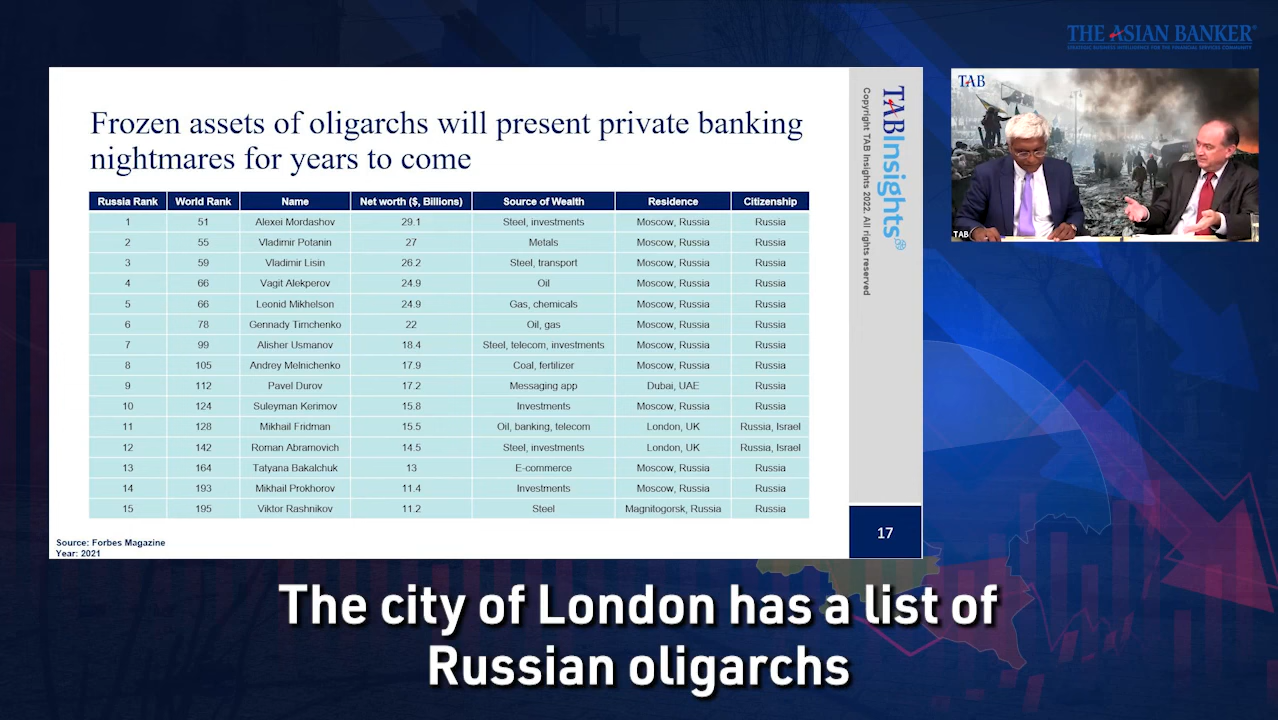 THE ASIAN BANKER
STRATEGIC BUSINESS INTELLIGENCE FOR THE FINANCIAL SERVICES COMMUNITY
Frozen assets of oligarchs will present private banking
nightmares for years to come
Russia Rank World Rank Name Net worth ($, Billions) Source of Wealth Residence Citizenship
1 51 Alexei Mordashov 29.1 Steel, investments Moscow, Russia Russia
2 55 Vladimir Potanin 27 Metals Moscow, Russia Russia
3 59 Vladimir Lisin 26.2 Steel, transport Moscow, Russia Russia
4 66 Vagit Alekperov 24.9 Oil Moscow, Russia Russia
5 66 Leonid Mikhelson 24.9 Gas, chemicals Moscow, Russia Russia
6 78 Gennady Timchenko 22 Oil, gas Moscow, Russia Russia
7 99 Alisher Usmanov 18.4 Steel, telecom, investments Moscow, Russia Russia
8 105 Andrey Melnichenko 17.9 Coal, fertilizer Moscow, Russia Russia
9 112 Pavel Durov 17.2 Messaging app Dubai, UAE Russia
10 124 Suleyman Kerimov 15.8 Investments Moscow, Russia Russia
11 128 Mikhail Fridman 15.5 Oil, banking, telecom London, UK Russia, Israel
12 142 Roman Abramovich 14.5 Steel, investments London, UK Russia, Israel
13 164 Tatyana Bakalchuk 13 E-commerce Moscow, Russia Russia
14 193 Mikhail Prokhorov 11.4 Investments Moscow, Russia Russia
15 195 Viktor Rashnikov 11.2 Steel Magnitogorsk, Russia Russia
Source: Forbes Magazine
Year: 2021
TABInsights
Copyright TAB Insights 2022. All rights reserved
17
TAB
TAB
The city of London has a list of
Russian oligarchs